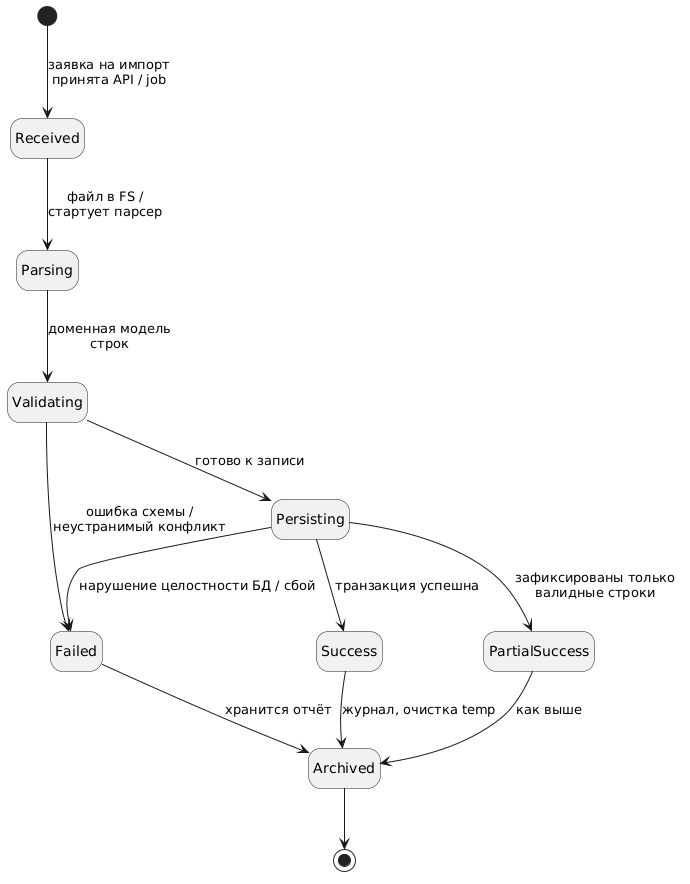 заявка на импорт
принята API / job
Received
файл в FS /
стартует парсер
Parsing
доменная модель
строк
Validating
готово к записи
ошибка схемы /
неустранимый конфликт
Persisting
нарушение целостности БД / сбой
транзакция успешна
зафиксированы только
валидные строки
Failed
Success
PartialSuccess
хранится отчёт
журнал, очистка temp
как выше
Archived